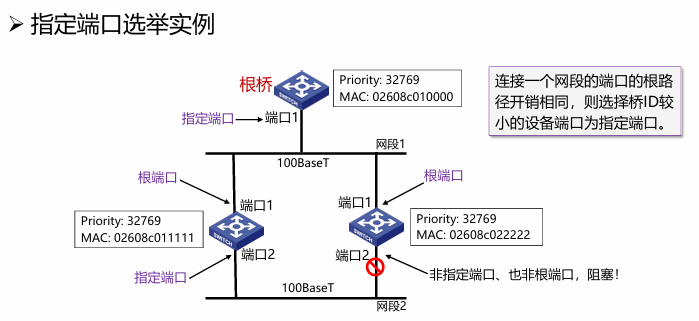 ➢ 指定端口选举实例
根桥
SWITCH
Priority: 32769
MAC: 02608c010000
连接一个网段的端口的根路
径开销相同，则选择桥ID较
小的设备端口为指定端口。
指定端口
端口1
网段1
100BaseT
根端口
根端口
端口1
端口1
Priority: 32769
MAC: 02608c011111
SWITCH
SWITCH
Priority: 32769
MAC: 02608c022222
端口2
端口2
指定端口
非指定端口、也非根端口，阻塞！
100BaseT
网段2